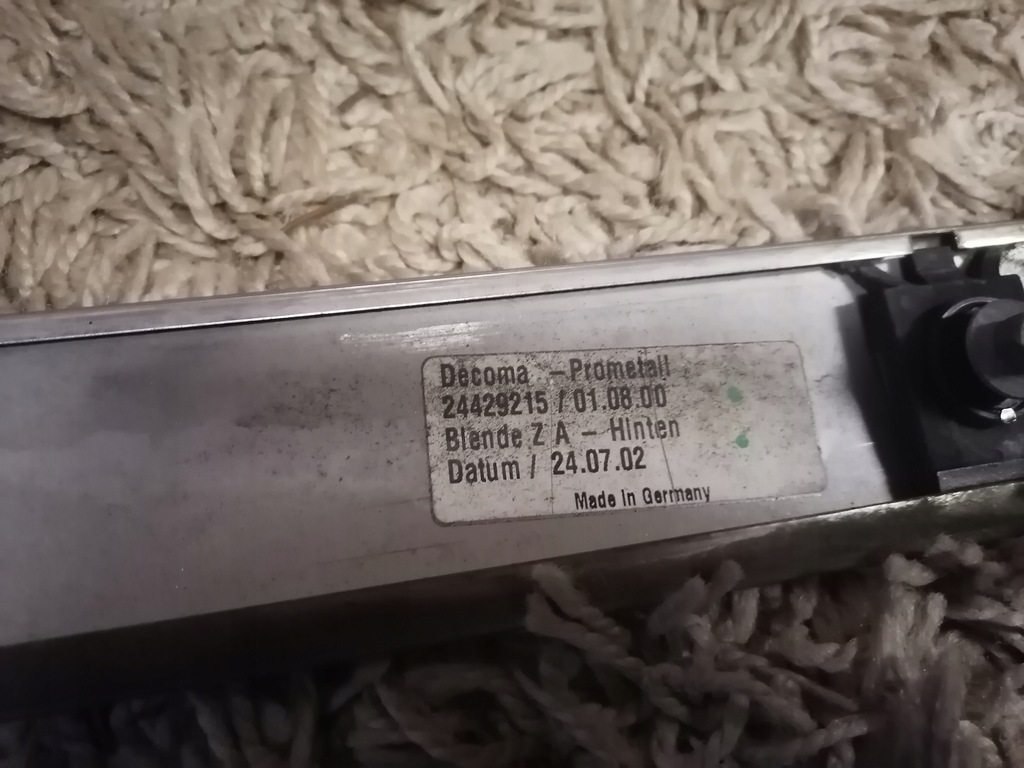 Decoma - Prometall
24429215 / 01.08.00
Blende Z A - Hinten
Datum / 24.07.02
Made in Germany